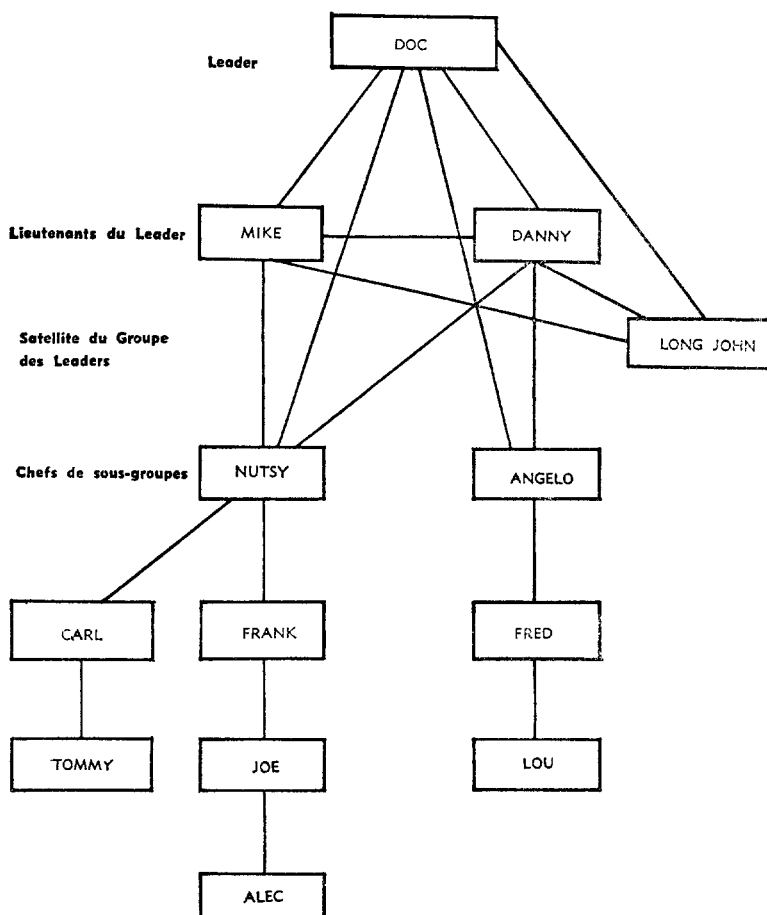 DOC
Leader
Lieutenants du Leader
MIKE
DANNY
Satellite du Groupe
des Leaders
LONG JOHN
Chefs de sous-groupes
NUTSY
ANGELO
CARL
FRANK
FRED
TOMMY
JOE
LOU
ALEC